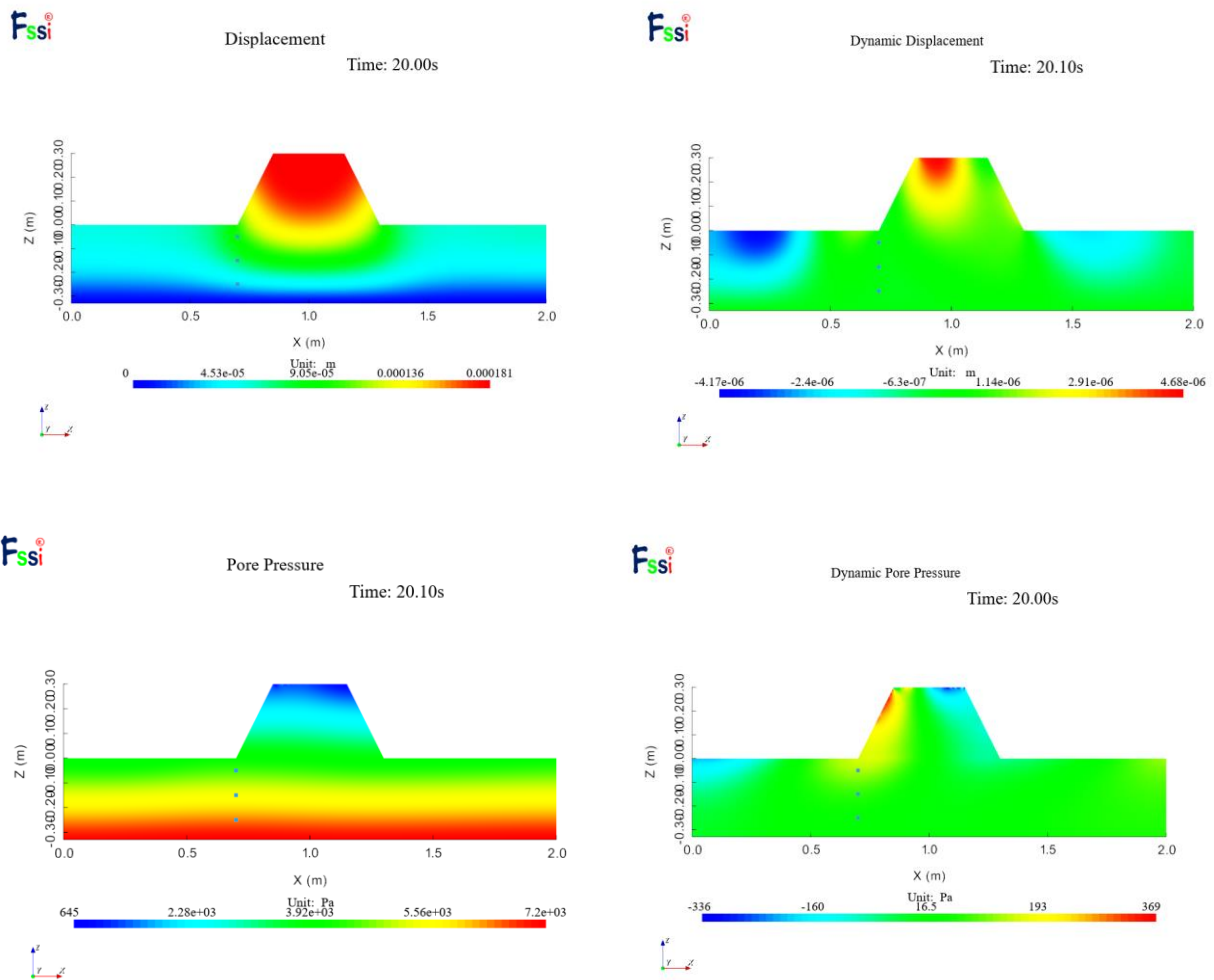 Fssi®
Displacement
Time: 20.00s
Z (m)
0.0 0.5 1.0 1.5 2.0
X (m)
Unit: m
0 4.53e-05 9.05e-05 0.000136 0.000181
Z
Y X
Fssi®
Dynamic Displacement
Time: 20.10s
Z (m)
0.0 0.5 1.0 1.5 2.0
X (m)
Unit: m
-4.17e-06 -2.4e-06 -6.3e-07 1.14e-06 2.91e-06 4.68e-06
Z
Y X
Fssi®
Pore Pressure
Time: 20.10s
Z (m)
0.0 0.5 1.0 1.5 2.0
X (m)
Unit: Pa
645 2.28e+03 3.92e+03 5.56e+03 7.2e+03
Z
Y X
Fssi®
Dynamic Pore Pressure
Time: 20.00s
Z (m)
0.0 0.5 1.0 1.5 2.0
X (m)
Unit: Pa
-336 -160 16.5 193 369
Z
Y X